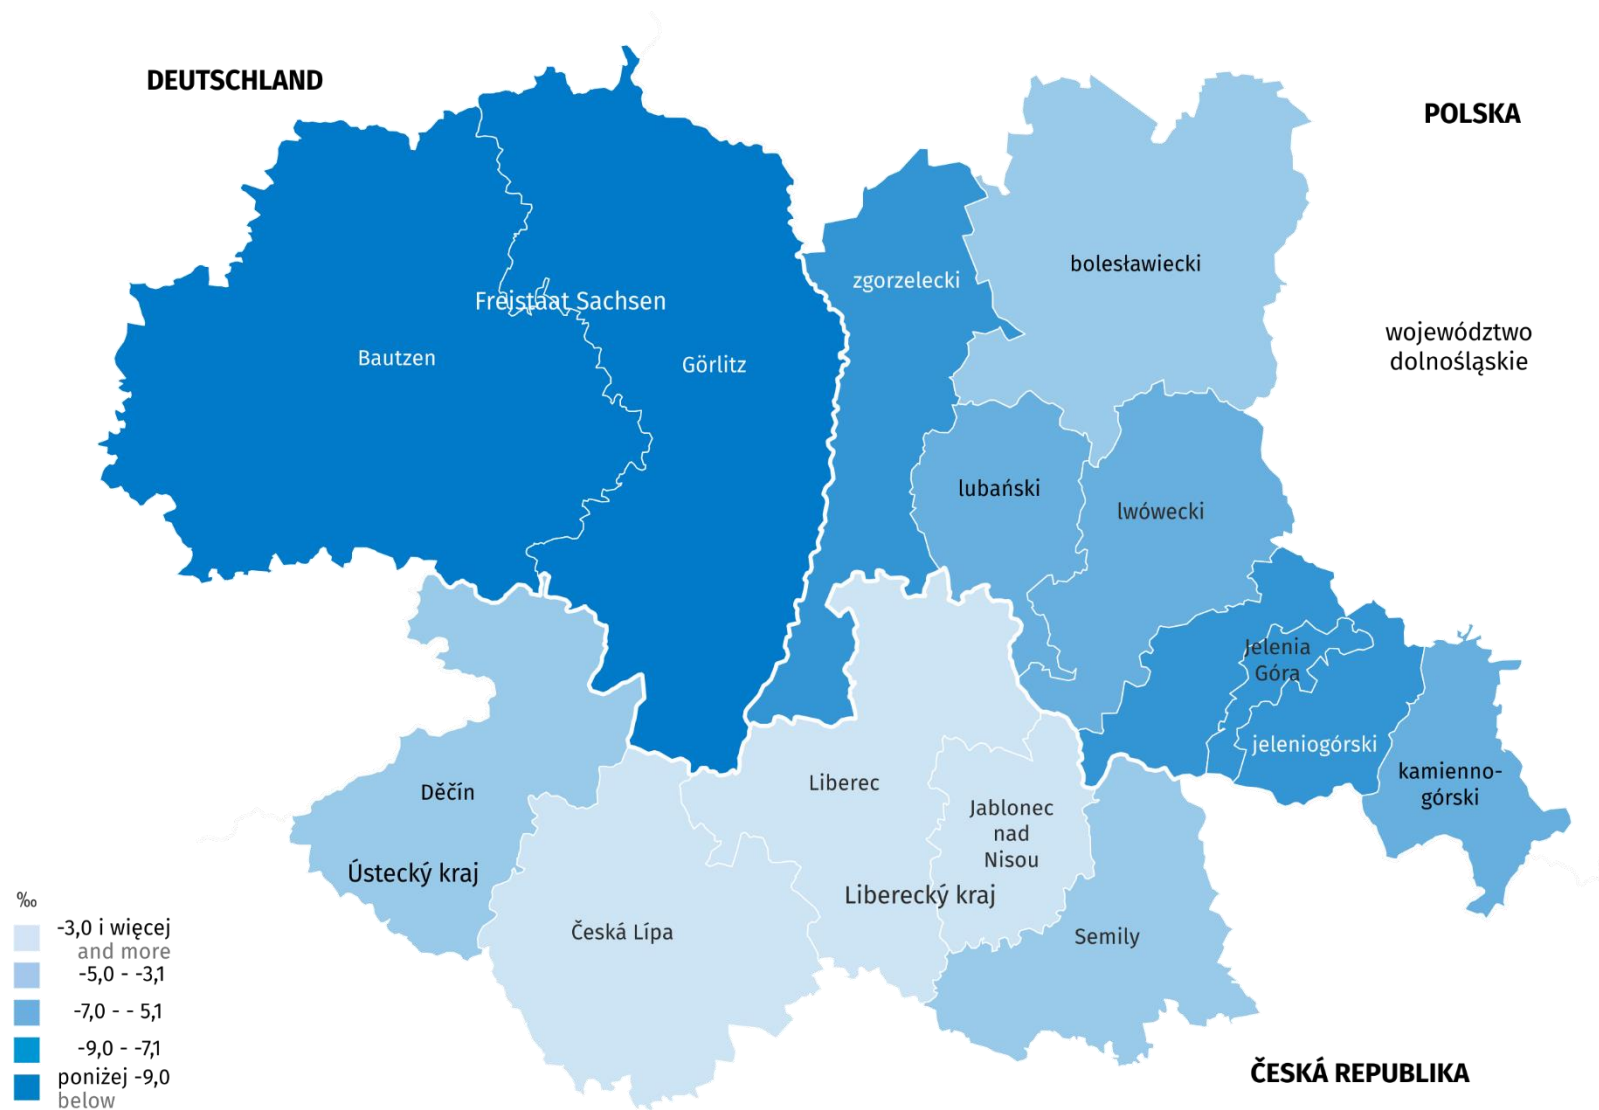 DEUTSCHLAND
POLSKA
bolesławiecki
zgorzelecki
Freistaat Sachsen
województwo
dolnośląskie
Bautzen
Görlitz
lubański
lwówecki
Jelenia
Góra
jeleniogórski
kamienno-
górski
Liberec
Děčín
Jablonec
nad
Nisou
Ústecký kraj
Liberecký kraj
Česká Lípa
Semily
‰
-3,0 i więcej
and more
-5,0 - -3,1
-7,0 - - 5,1
-9,0 - -7,1
poniżej -9,0
below
ČESKÁ REPUBLIKA